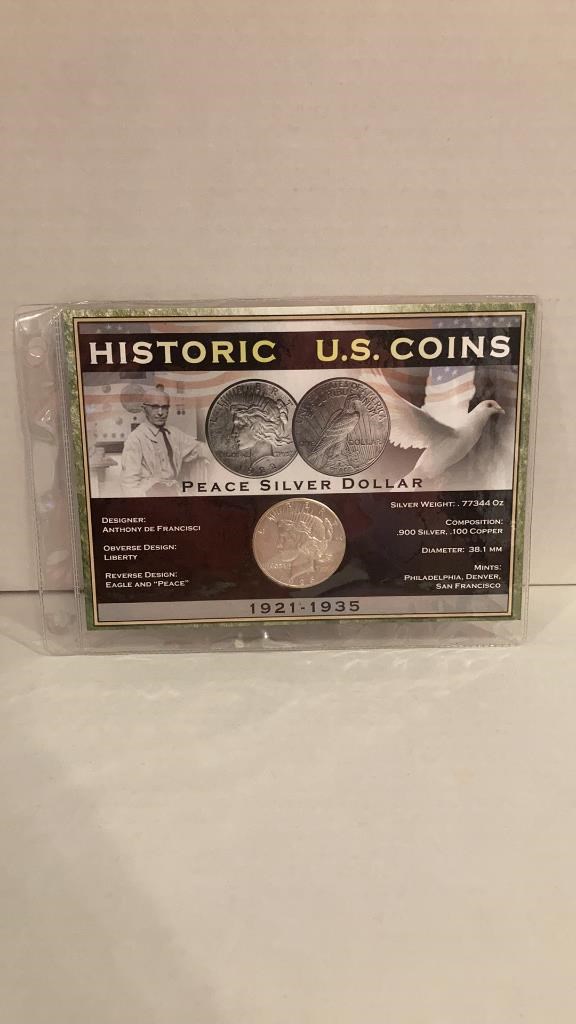 HISTORIC U.S. COINS
PEACE SILVER DOLLAR
DESIGNER:
ANTHONY DE FRANCISCI
OBVERSE DESIGN:
LIBERTY
REVERSE DESIGN:
EAGLE AND “PEACE”
SILVER WEIGHT: .77344 OZ
COMPOSITION:
.900 SILVER, .100 COPPER
DIAMETER: 38.1 MM
MINTS:
PHILADELPHIA, DENVER,
SAN FRANCISCO
1921-1935